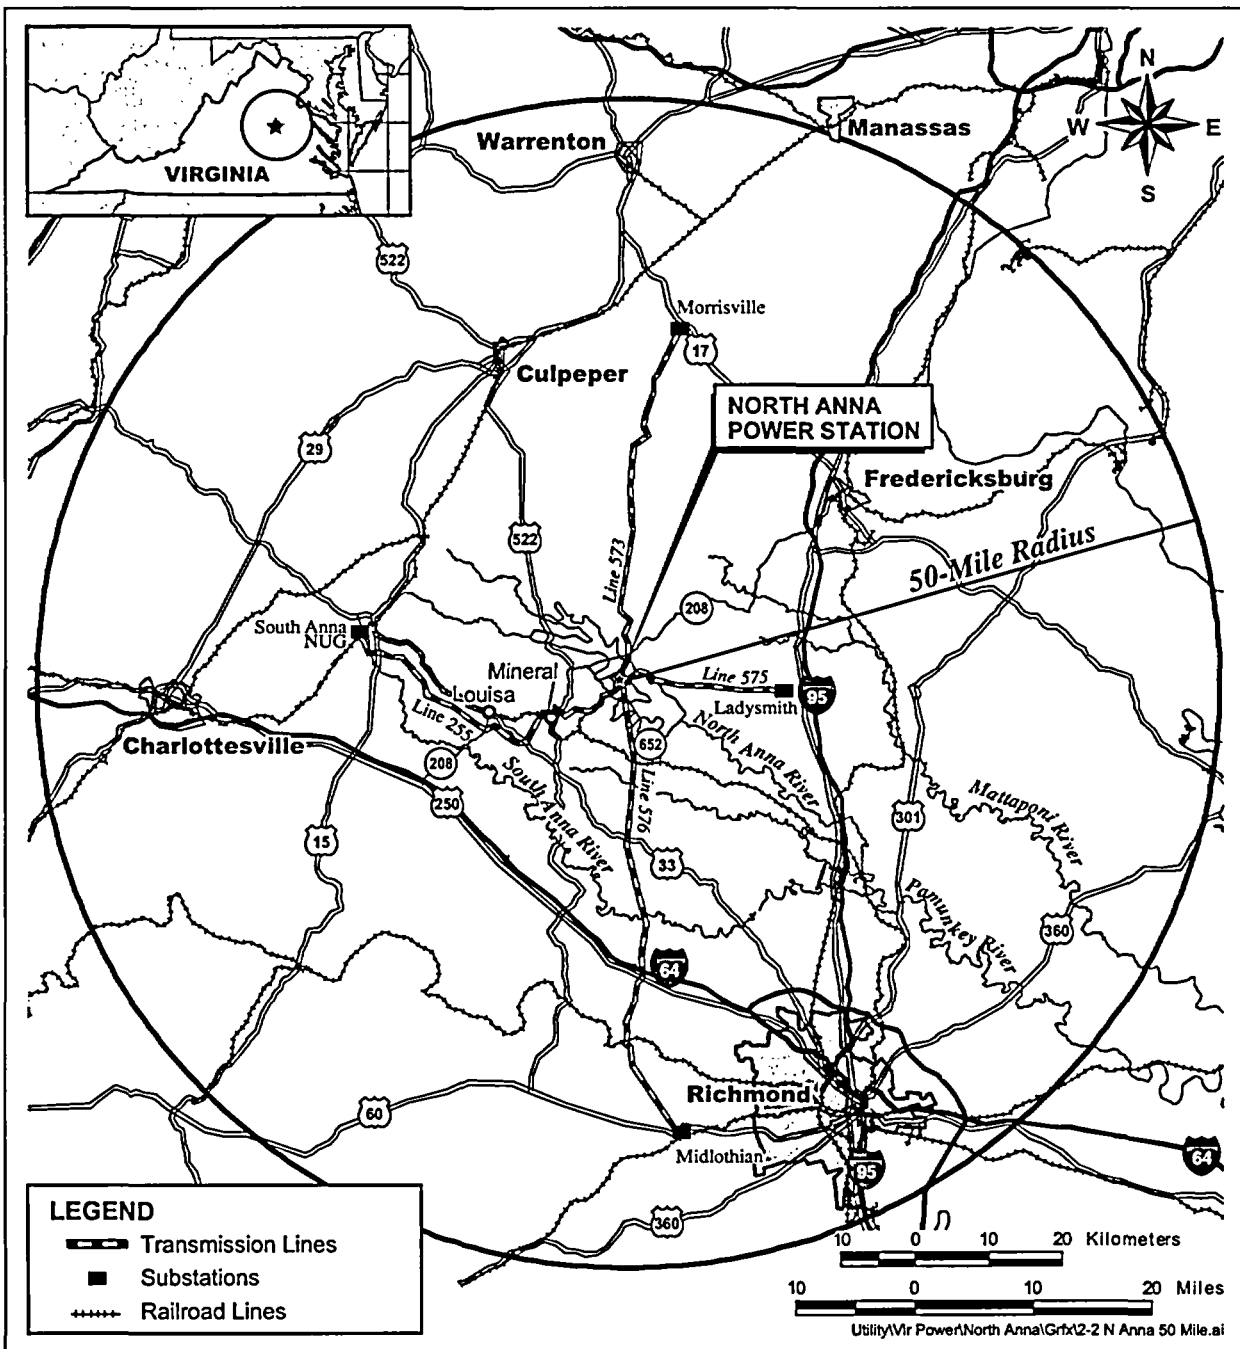 VIRGINIA
N
W
E
S
Warrenton
Manassas
522
Morrisville
17
Culpeper
NORTH ANNA
POWER STATION
29
Fredericksburg
522
Line 573
50-Mile Radius
208
South Anna
NUG
Mineral
Louisa
Line 575
Ladysmith
95
Line 255
Charlottesville
208
652
North Anna River
250
South Anna River
Line 576
Mattaponi River
301
15
33
Pamunkey River
360
64
Richmond
60
Midlothian
95
64
360
LEGEND
Transmission Lines
Substations
Railroad Lines
10 0 10 20 Kilometers
10 0 10 20 Miles
Utility\Vir Power\North Anna\Grfx\2-2 N Anna 50 Mile.ai